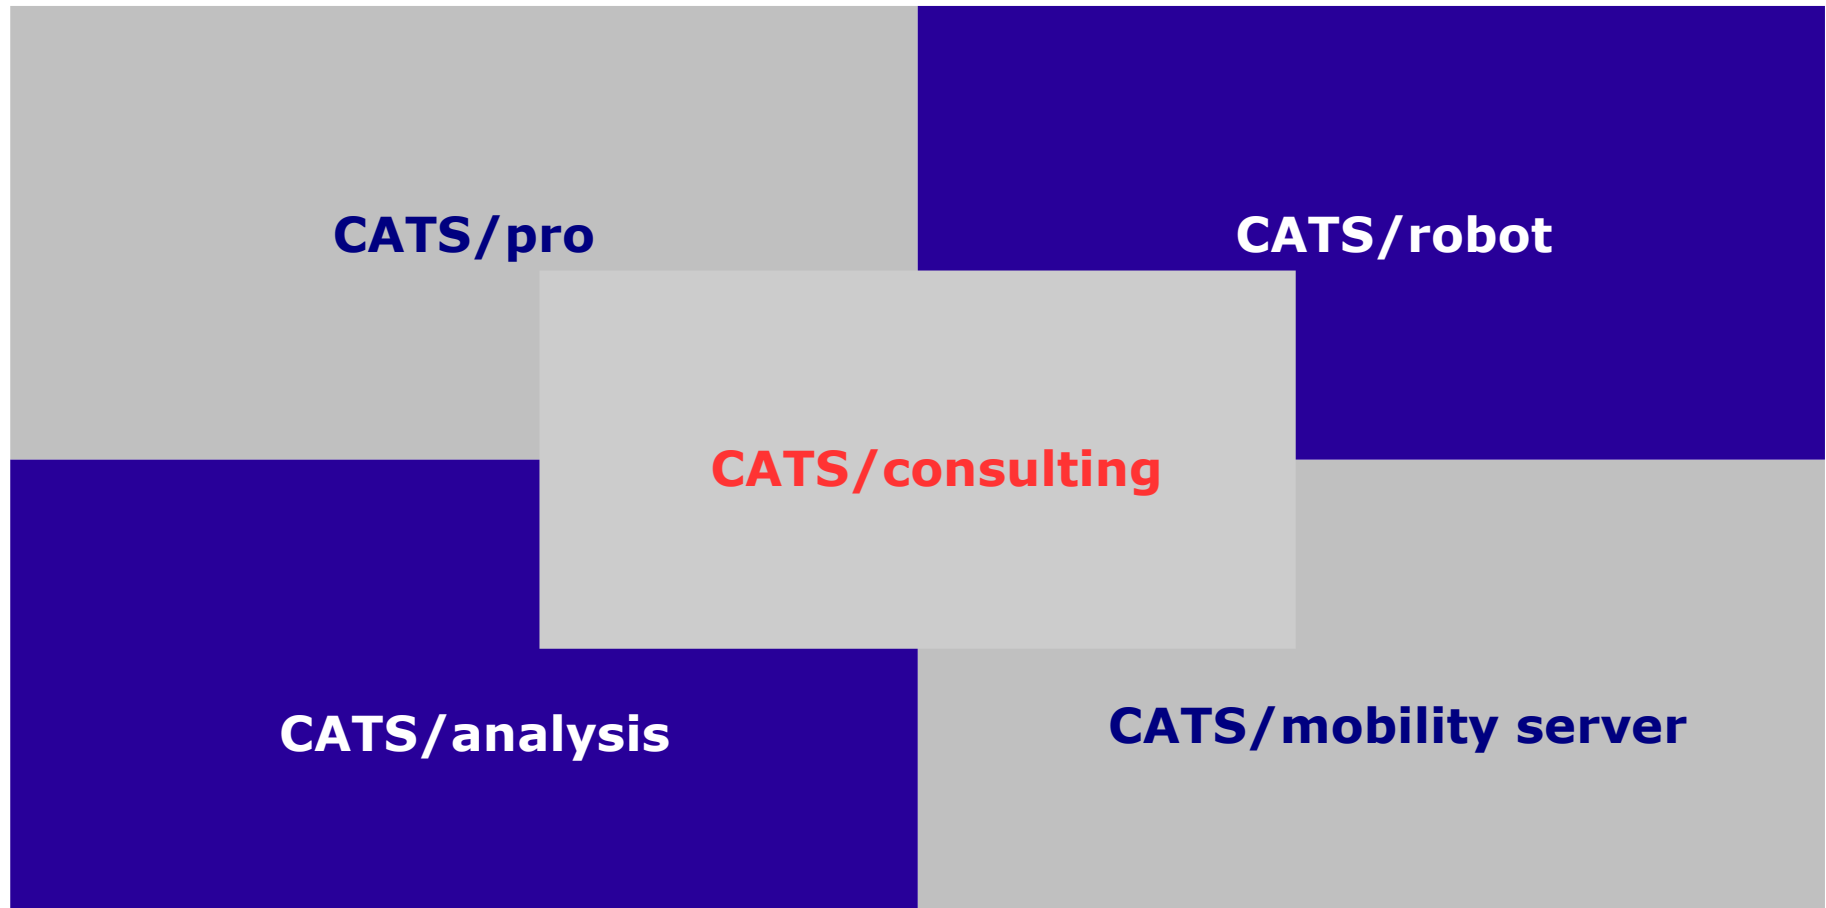 CATS/pro
CATS/robot
CATS/consulting
CATS/analysis
CATS/mobility server